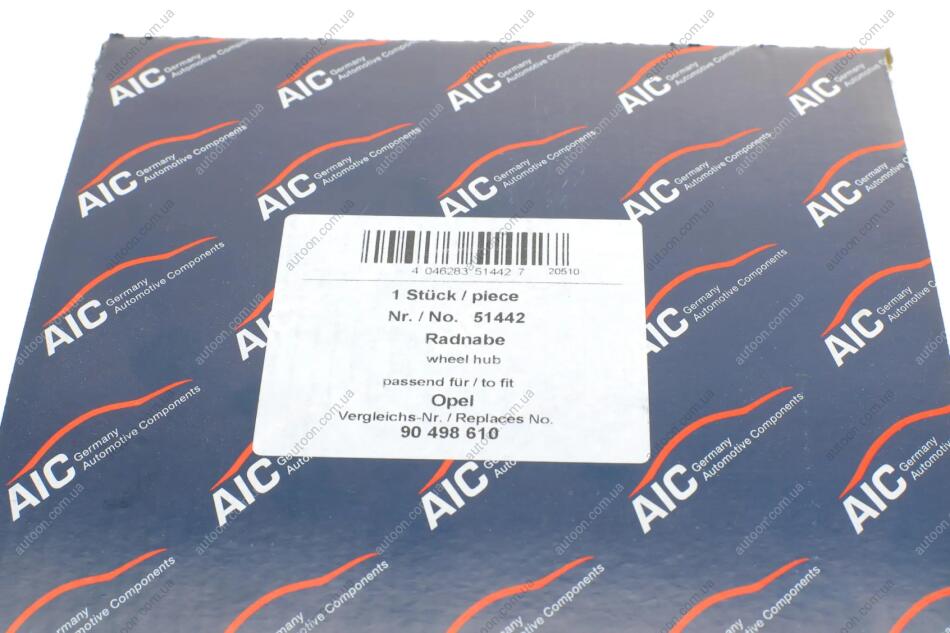 AIC Germany Automotive Components
4 046283 51442 7 20510
1 Stück / piece
Nr. / No. 51442
Radnabe
wheel hub
passend für / to fit
Opel
Vergleichs-Nr. / Replaces No.
90 498 610
autoon.com.ua